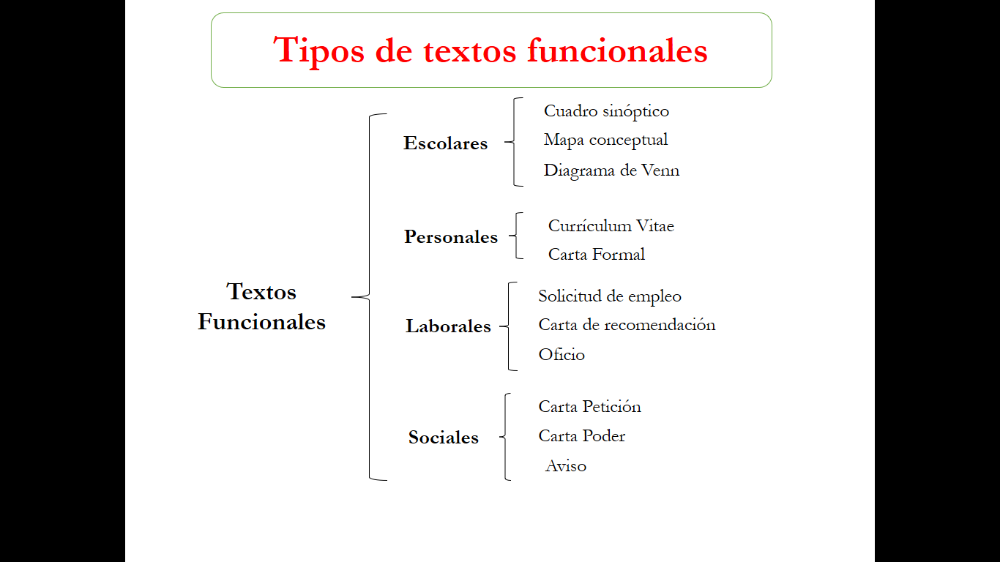 Tipos de textos funcionales
Textos
Funcionales
Escolares
Cuadro sinóptico
Mapa conceptual
Diagrama de Venn
Personales
Currículum Vitae
Carta Formal
Laborales
Solicitud de empleo
Carta de recomendación
Oficio
Sociales
Carta Petición
Carta Poder
Aviso